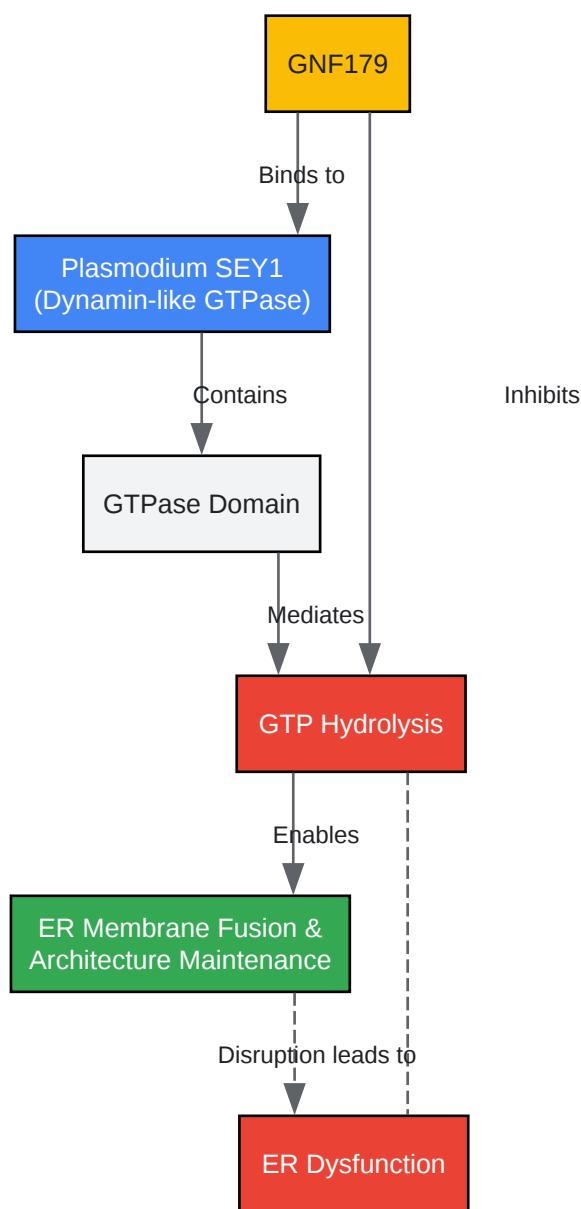 GNF179
Binds to
Plasmodium SEY1
(Dynamin-like GTPase)
Contains
Inhibits
GTPase Domain
Mediates
GTP Hydrolysis
Enables
ER Membrane Fusion &
Architecture Maintenance
Disruption leads to
ER Dysfunction